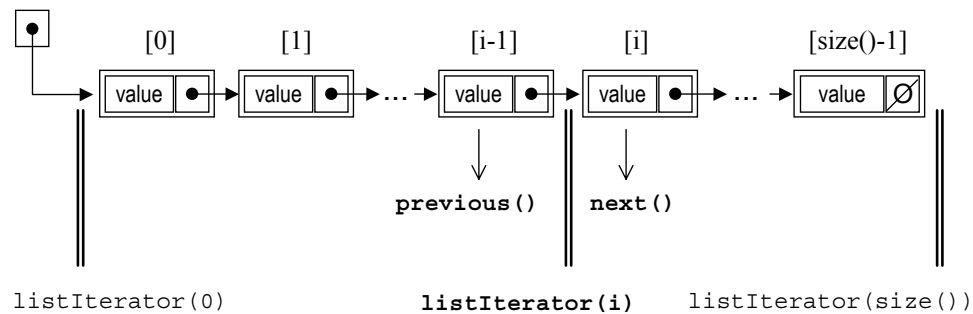 [0] [1] [i-1] [i] [size()-1]
value value ... value value ... value Ø
previous() next()
listIterator(0) listIterator(i) listIterator(size())